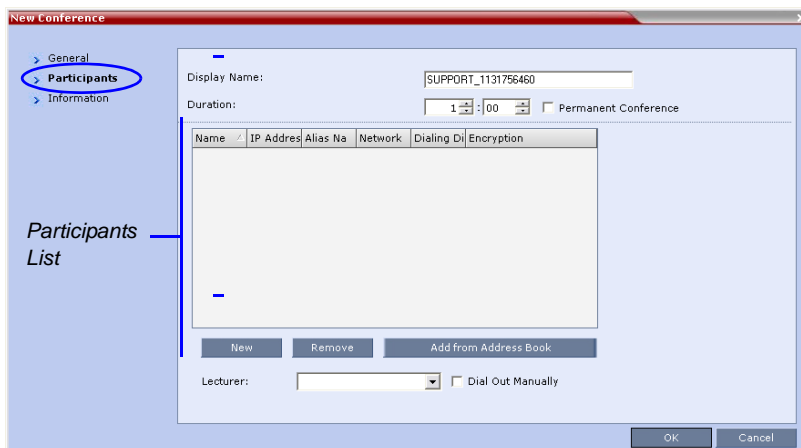 New Conference
General
Participants
Information
Display Name:
SUPPORT_1131756460
Duration:
1 : 00
Permanent Conference
Name IP Addres Alias Na Network Dialing Di Encryption
Participants
List
New Remove Add from Address Book
Lecturer:
Dial Out Manually
OK Cancel